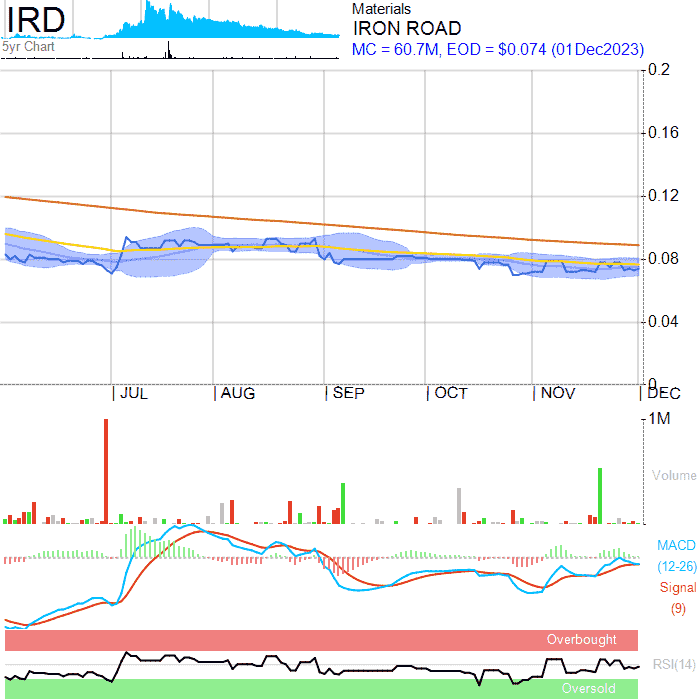 IRD
5yr Chart
Materials
IRON ROAD
MC = 60.7M, EOD = $0.074 (01Dec2023)
0.2
0.16
0.12
0.08
0.04
0
JUL AUG SEP OCT NOV DEC
1M
Volume
MACD
(12-26)
Signal
(9)
Overbought
RSI(14)
Oversold